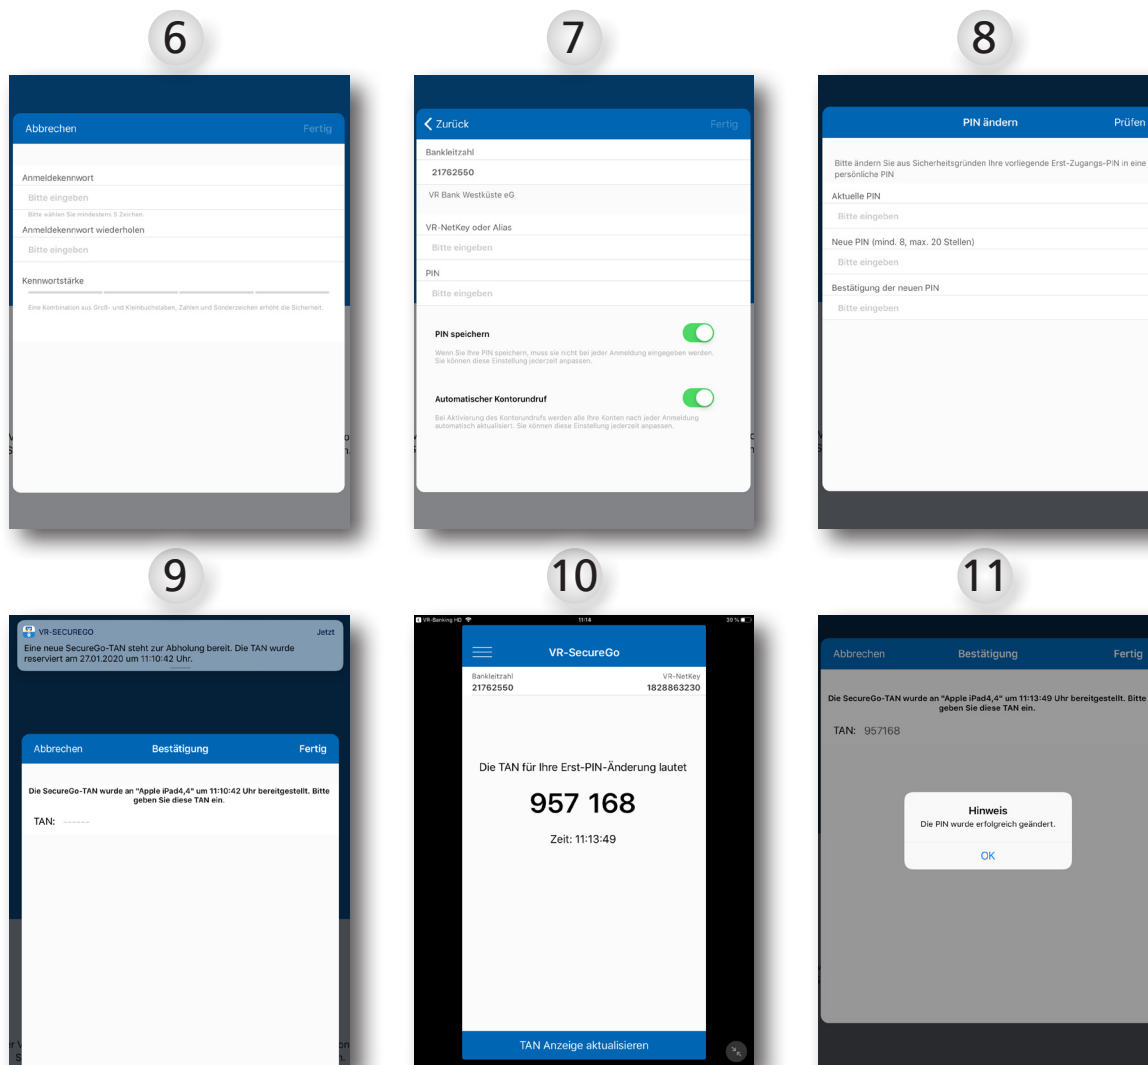 6
Abbrechen Fertig
Anmeldekennwort
Bitte eingeben
Bitte wählen Sie mindestens 5 Zeichen.
Anmeldekennwort wiederholen
Bitte eingeben
Kennwortstärke
Eine Kombination aus Groß- und Kleinbuchstaben, Zahlen und Sonderzeichen erhöht die Sicherheit.
7
Zurück Fertig
Bankleitzahl
21762550
VR Bank Westküste eG
VR-NetKey oder Alias
Bitte eingeben
PIN
Bitte eingeben
PIN speichern
Wenn Sie Ihre PIN speichern, muss sie nicht bei jeder Anmeldung eingegeben werden.
Sie können diese Einstellung jederzeit anpassen.
Automatischer Kontorundruf
Bei Aktivierung des Kontorundrufs werden alle Ihre Konten nach jeder Anmeldung
automatisch aktualisiert. Sie können diese Einstellung jederzeit anpassen.
8
PIN ändern Prüfen
Bitte ändern Sie aus Sicherheitsgründen Ihre vorliegende Erst-Zugangs-PIN in eine
persönliche PIN
Aktuelle PIN
Bitte eingeben
Neue PIN (mind. 8, max. 20 Stellen)
Bitte eingeben
Bestätigung der neuen PIN
Bitte eingeben
9
VR-SECUREGO Jetzt
Eine neue SecureGo-TAN steht zur Abholung bereit. Die TAN wurde
reserviert am 27.01.2020 um 11:10:42 Uhr.
Abbrechen Bestätigung Fertig
Die SecureGo-TAN wurde an "Apple iPad4,4" um 11:10:42 Uhr bereitgestellt. Bitte
geben Sie diese TAN ein.
TAN: ------
10
VR-Banking HD 11:14 39 %
VR-SecureGo
Bankleitzahl VR-NetKey
21762550 1828863230
Die TAN für Ihre Erst-PIN-Änderung lautet
957 168
Zeit: 11:13:49
TAN Anzeige aktualisieren
11
Abbrechen Bestätigung Fertig
Die SecureGo-TAN wurde an "Apple iPad4,4" um 11:13:49 Uhr bereitgestellt. Bitte
geben Sie diese TAN ein.
TAN: 957168
Hinweis
Die PIN wurde erfolgreich geändert.
OK